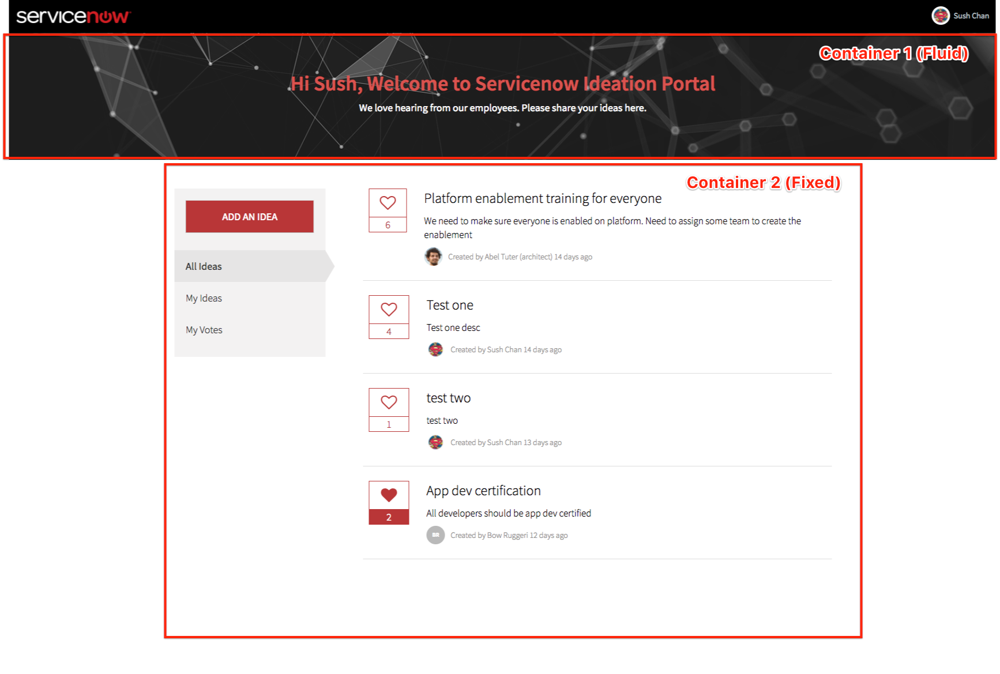 servicenow
Sush Chan
Container 1 (Fluid)
Hi Sush, Welcome to Servicenow Ideation Portal
We love hearing from our employees. Please share your ideas here.
Container 2 (Fixed)
ADD AN IDEA
All Ideas
My Ideas
My Votes
Platform enablement training for everyone
6
We need to make sure everyone is enabled on platform. Need to assign some team to create the
enablement
Created by Abel Tuter (architect) 14 days ago
Test one
4
Test one desc
Created by Sush Chan 14 days ago
test two
1
test two
Created by Sush Chan 13 days ago
App dev certification
2
All developers should be app dev certified
BR
Created by Bow Ruggeri 12 days ago